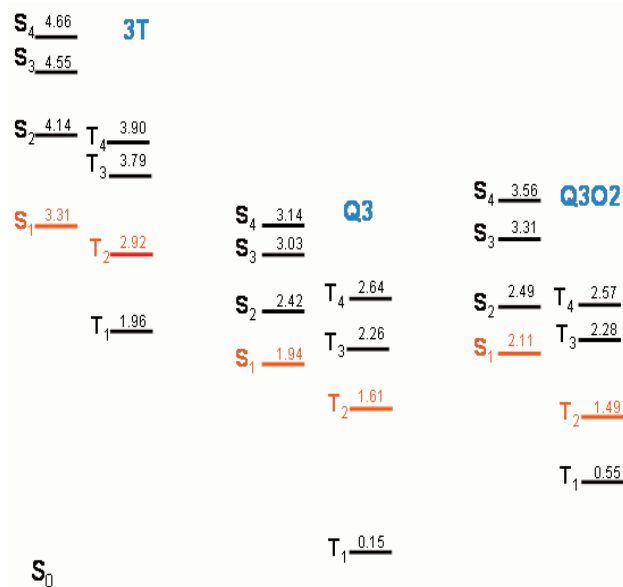 3T
S4 4.66
S3 4.55
S2 4.14
T4 3.90
T3 3.79
S1 3.31
T2 2.92
T1 1.96
S0
Q3
S4 3.14
S3 3.03
T4 2.64
S2 2.42
T3 2.26
S1 1.94
T2 1.61
T1 0.15
Q3O2
S4 3.56
S3 3.31
T4 2.57
S2 2.49
T3 2.28
S1 2.11
T2 1.49
T1 0.55